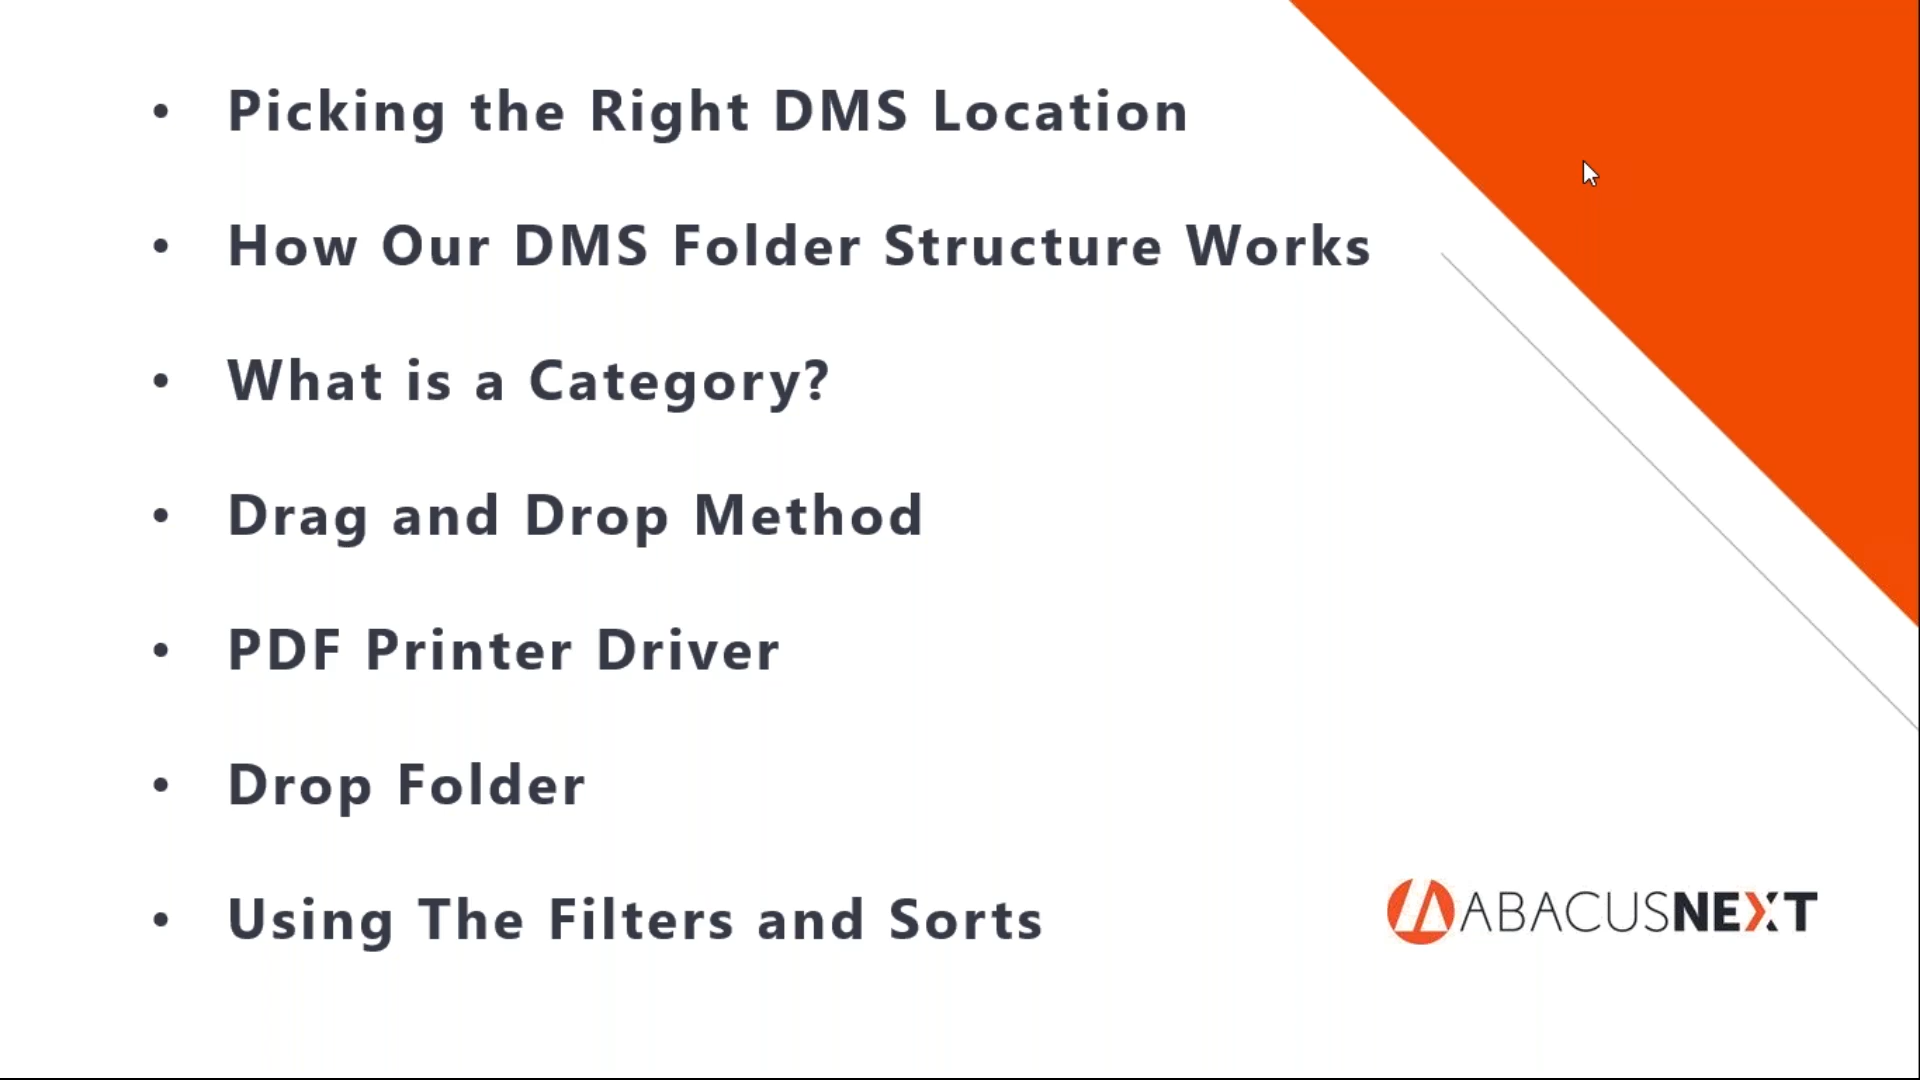 • Picking the Right DMS Location
• How Our DMS Folder Structure Works
• What is a Category?
• Drag and Drop Method
• PDF Printer Driver
• Drop Folder
• Using The Filters and Sorts
ABACUSNEXT